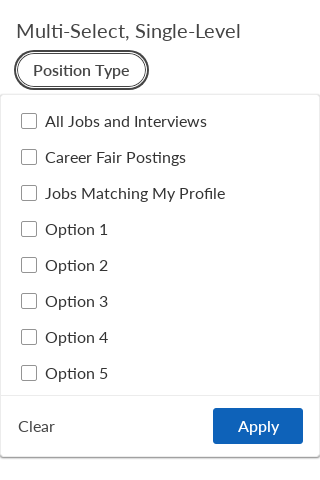 Multi-Select, Single-Level
Position Type
All Jobs and Interviews
Career Fair Postings
Jobs Matching My Profile
Option 1
Option 2
Option 3
Option 4
Option 5
Clear
Apply